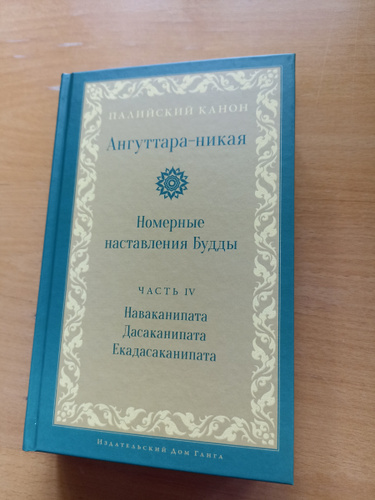 ПАЛИЙСКИЙ КАНОН
Ангуттара-никая
Номерные
наставления Будды
ЧАСТЬ IV
Наваканипата
Дасаканипата
Екадасаканипата
Издательский Дом Ганга